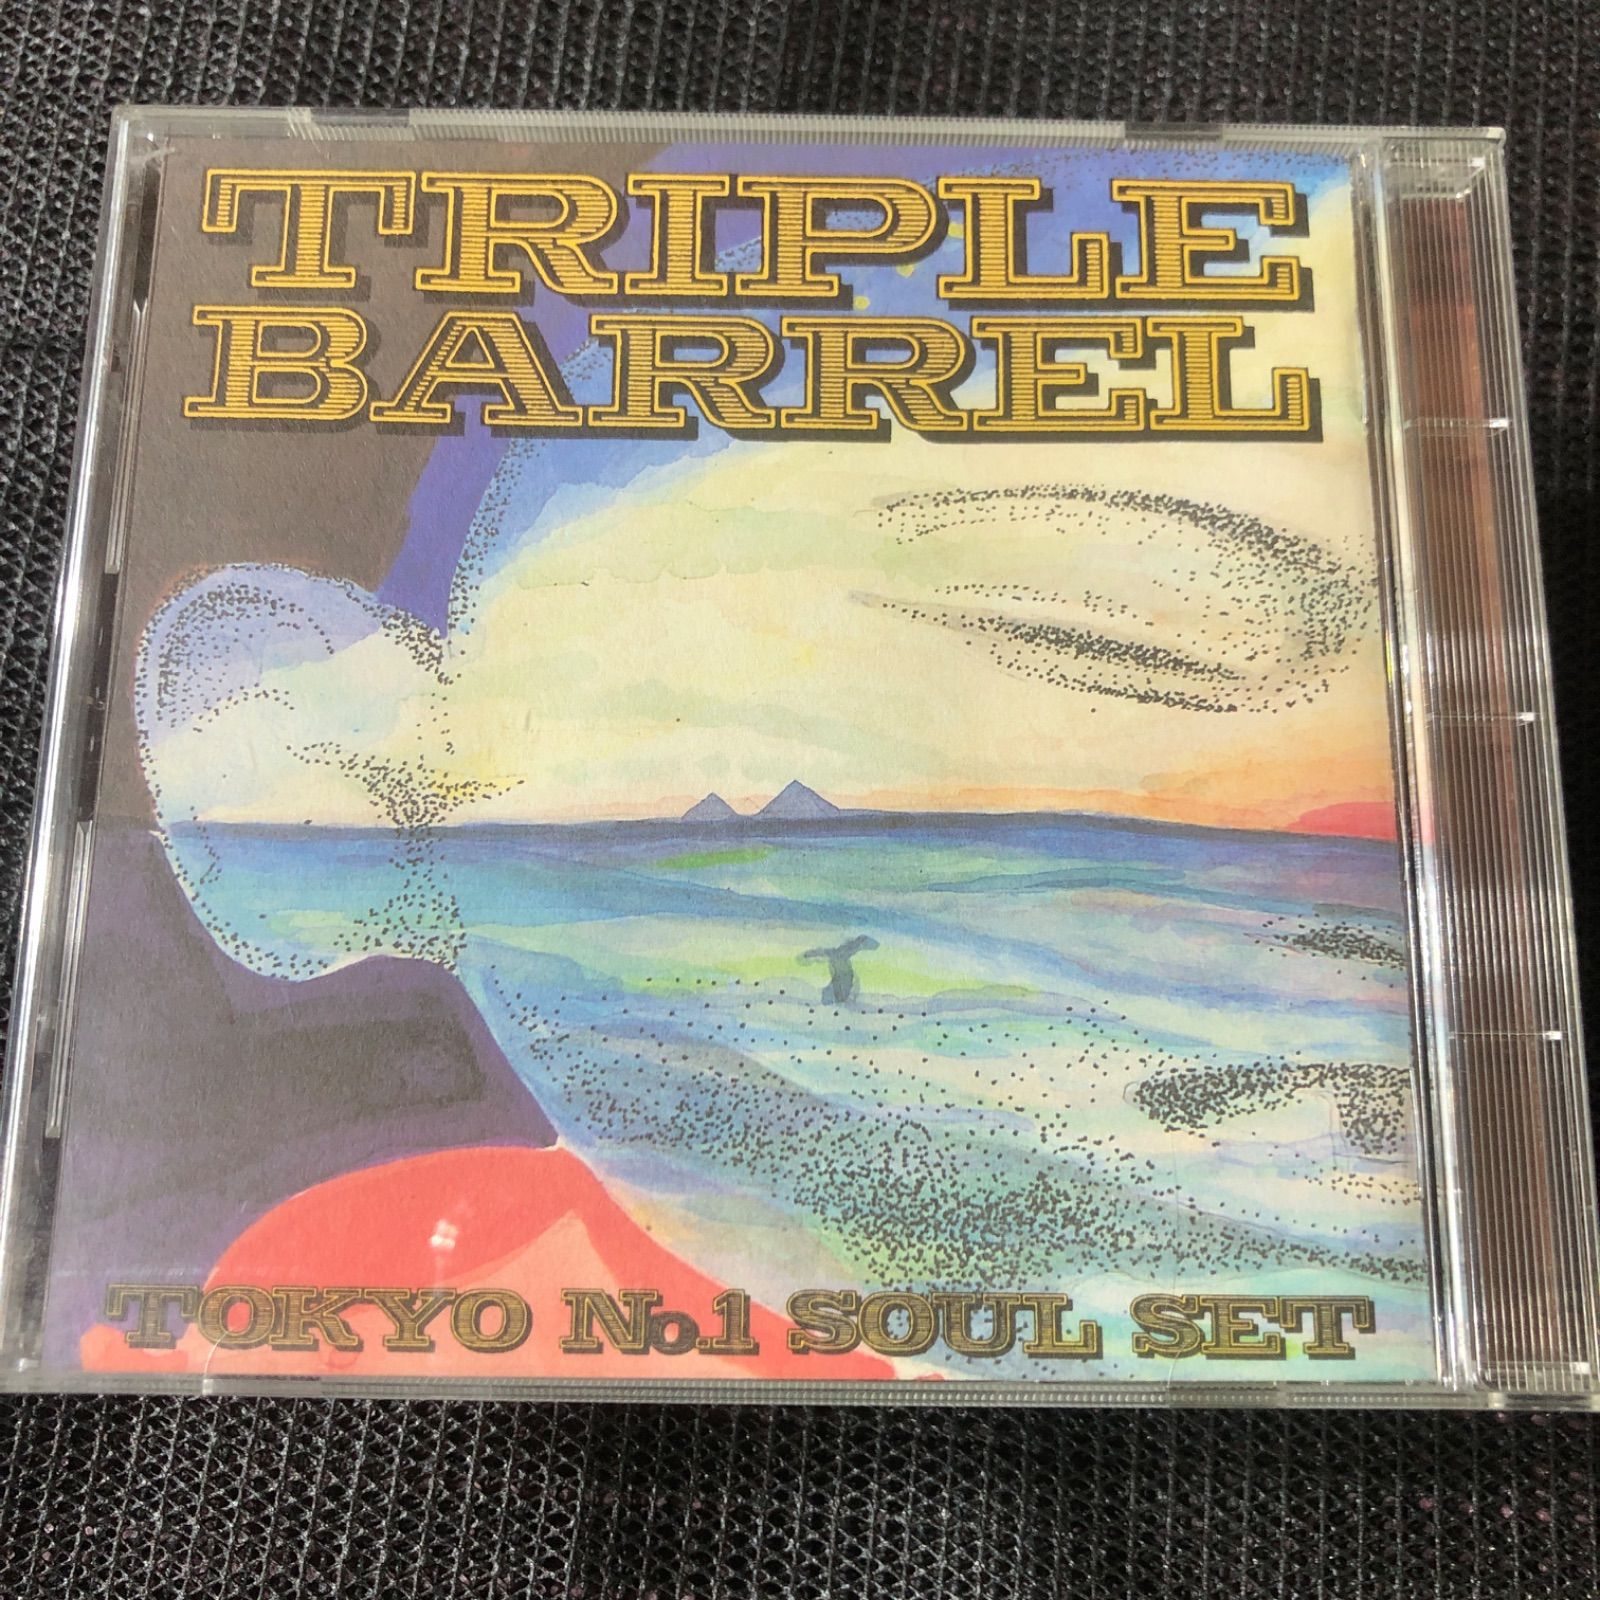 TRIPLE
BARREL
TOKYO No.1 SOUL SET